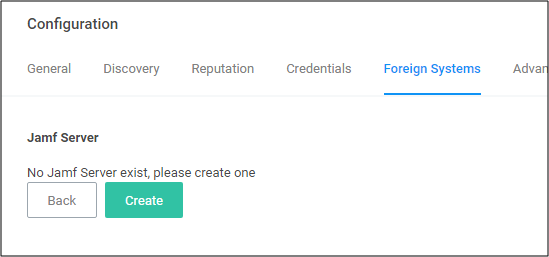 Configuration
General Discovery Reputation Credentials Foreign Systems Advan
Jamf Server
No Jamf Server exist, please create one
Back Create